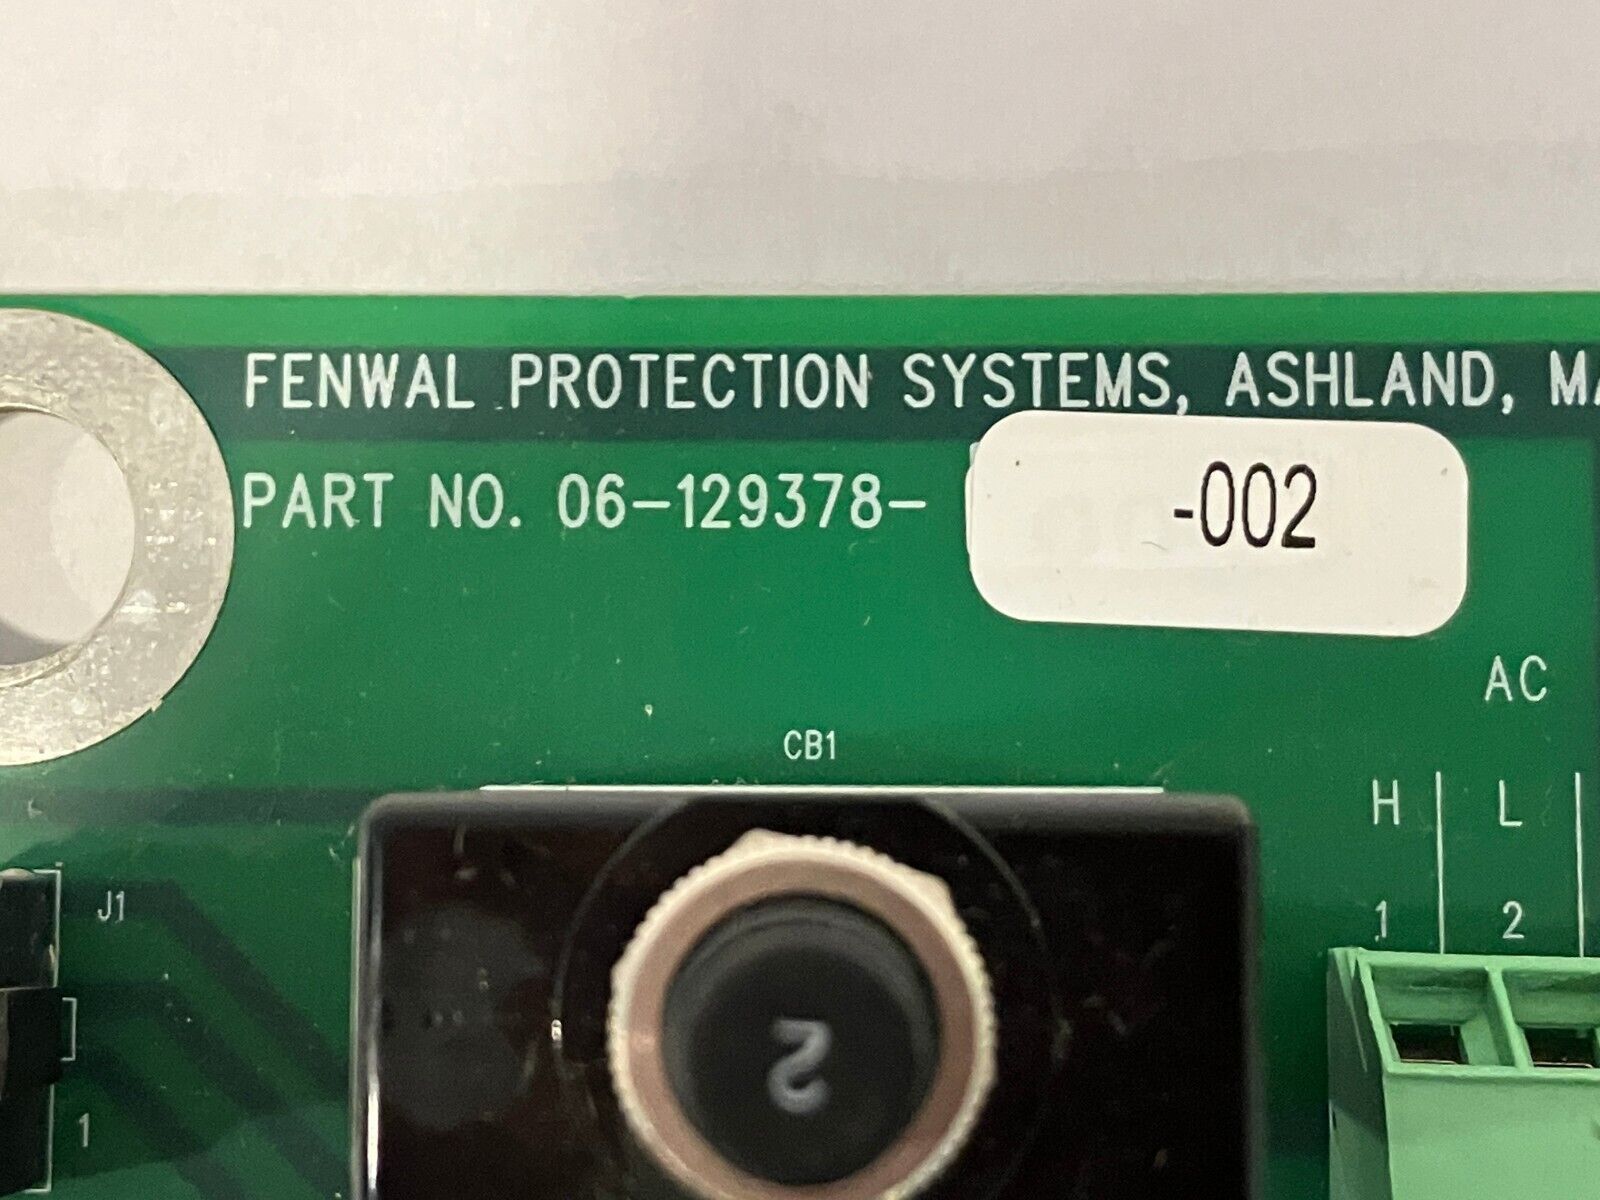 FENWAL PROTECTION SYSTEMS, ASHLAND, MA
PART NO. 06-129378- -002
AC
CB1
H L
J1
1 2
2
1